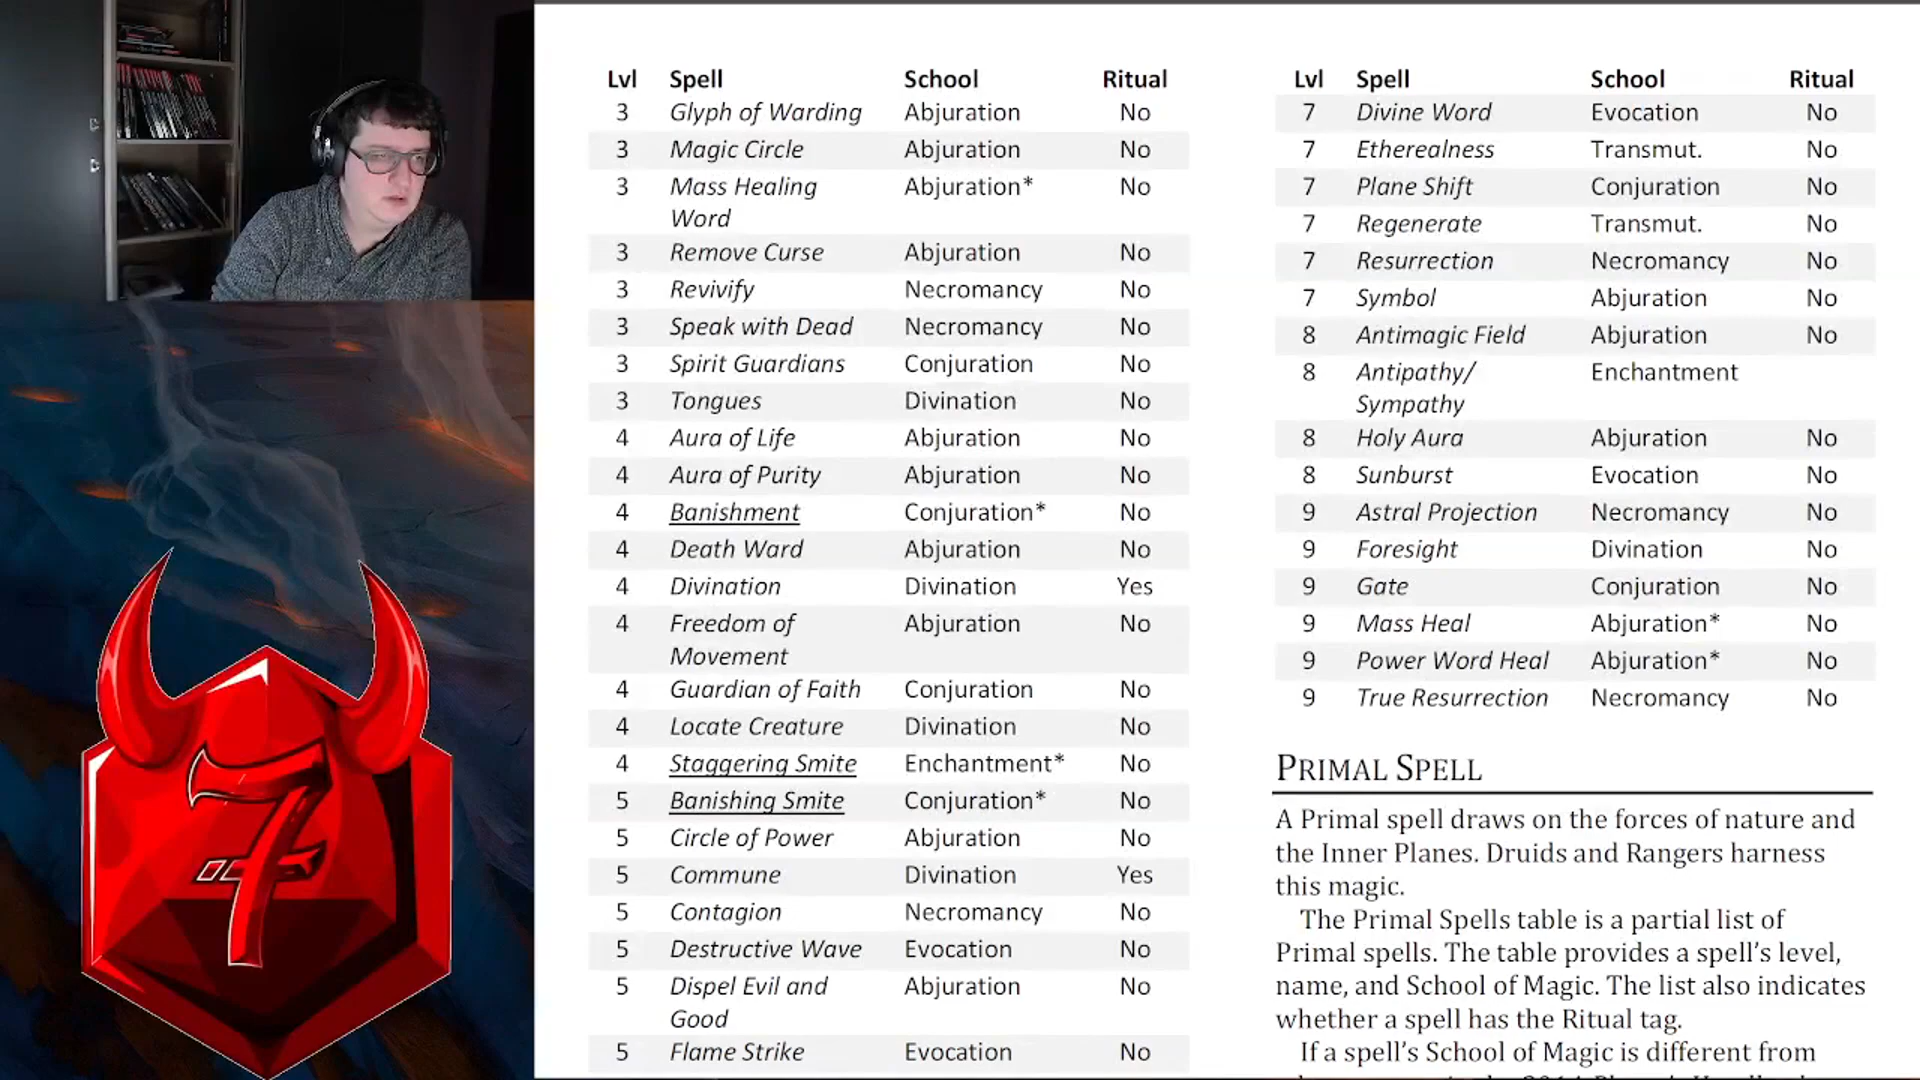 Lvl Spell School Ritual
3 Glyph of Warding Abjuration No
3 Magic Circle Abjuration No
3 Mass Healing Abjuration* No
Word
3 Remove Curse Abjuration No
3 Revivify Necromancy No
3 Speak with Dead Necromancy No
3 Spirit Guardians Conjuration No
3 Tongues Divination No
4 Aura of Life Abjuration No
4 Aura of Purity Abjuration No
4 Banishment Conjuration* No
4 Death Ward Abjuration No
4 Divination Divination Yes
4 Freedom of Abjuration No
Movement
4 Guardian of Faith Conjuration No
4 Locate Creature Divination No
4 Staggering Smite Enchantment* No
5 Banishing Smite Conjuration* No
5 Circle of Power Abjuration No
5 Commune Divination Yes
5 Contagion Necromancy No
5 Destructive Wave Evocation No
5 Dispel Evil and Abjuration No
Good
5 Flame Strike Evocation No
Lvl Spell School Ritual
7 Divine Word Evocation No
7 Etherealness Transmut. No
7 Plane Shift Conjuration No
7 Regenerate Transmut. No
7 Resurrection Necromancy No
7 Symbol Abjuration No
8 Antimagic Field Abjuration No
8 Antipathy/ Enchantment
Sympathy
8 Holy Aura Abjuration No
8 Sunburst Evocation No
9 Astral Projection Necromancy No
9 Foresight Divination No
9 Gate Conjuration No
9 Mass Heal Abjuration* No
9 Power Word Heal Abjuration* No
9 True Resurrection Necromancy No
PRIMAL SPELL
A Primal spell draws on the forces of nature and
the Inner Planes. Druids and Rangers harness
this magic.
The Primal Spells table is a partial list of
Primal spells. The table provides a spell’s level,
name, and School of Magic. The list also indicates
whether a spell has the Ritual tag.
If a spell’s School of Magic is different from
7